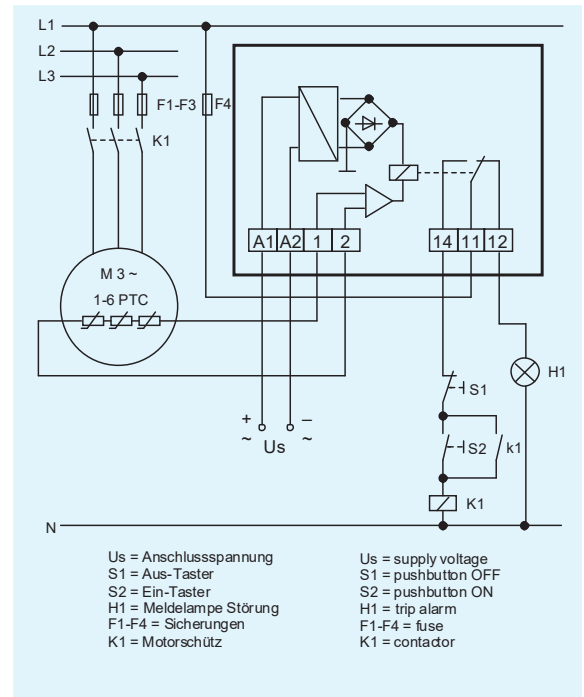 L1
L2
L3
F1-F3
F4
K1
A1 A2 1 2 14 11 12
M 3 ~
1-6 PTC
H1
S1
+ –
~ Us ~
S2 k1
K1
N
Us = Anschlussspannung
S1 = Aus-Taster
S2 = Ein-Taster
H1 = Meldelampe Störung
F1-F4 = Sicherungen
K1 = Motorschütz
Us = supply voltage
S1 = pushbutton OFF
S2 = pushbutton ON
H1 = trip alarm
F1-F4 = fuse
K1 = contactor